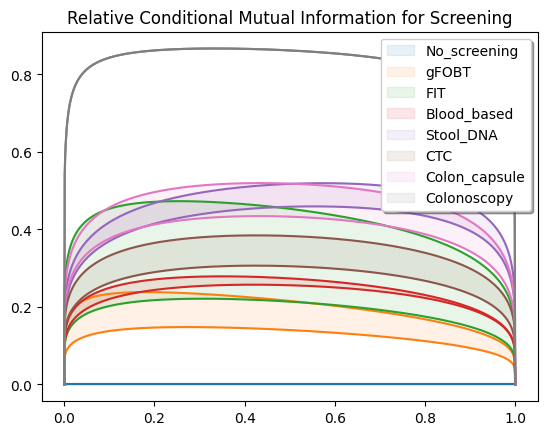 Relative Conditional Mutual Information for Screening
No_screening
gFOBT
FIT
Blood_based
Stool_DNA
CTC
Colon_capsule
Colonoscopy
0.8
0.6
0.4
0.2
0.0
0.0 0.2 0.4 0.6 0.8 1.0